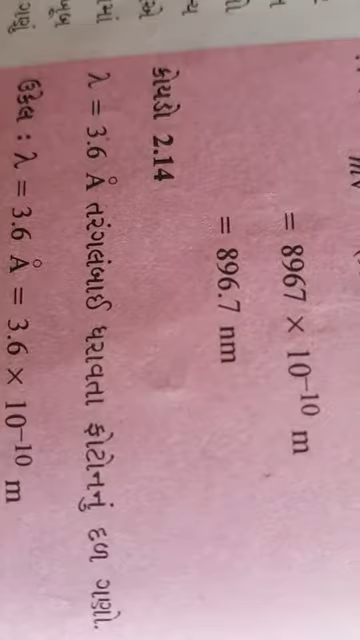 = 8967 × 10⁻¹⁰ m
= 896.7 nm
કોયડો 2.14
λ = 3.6 Å તરંગલંબાઈ ધરાવતા ફોટોનનું દળ ગણો.
ઉકેલ : λ = 3.6 Å = 3.6 × 10⁻¹⁰ m